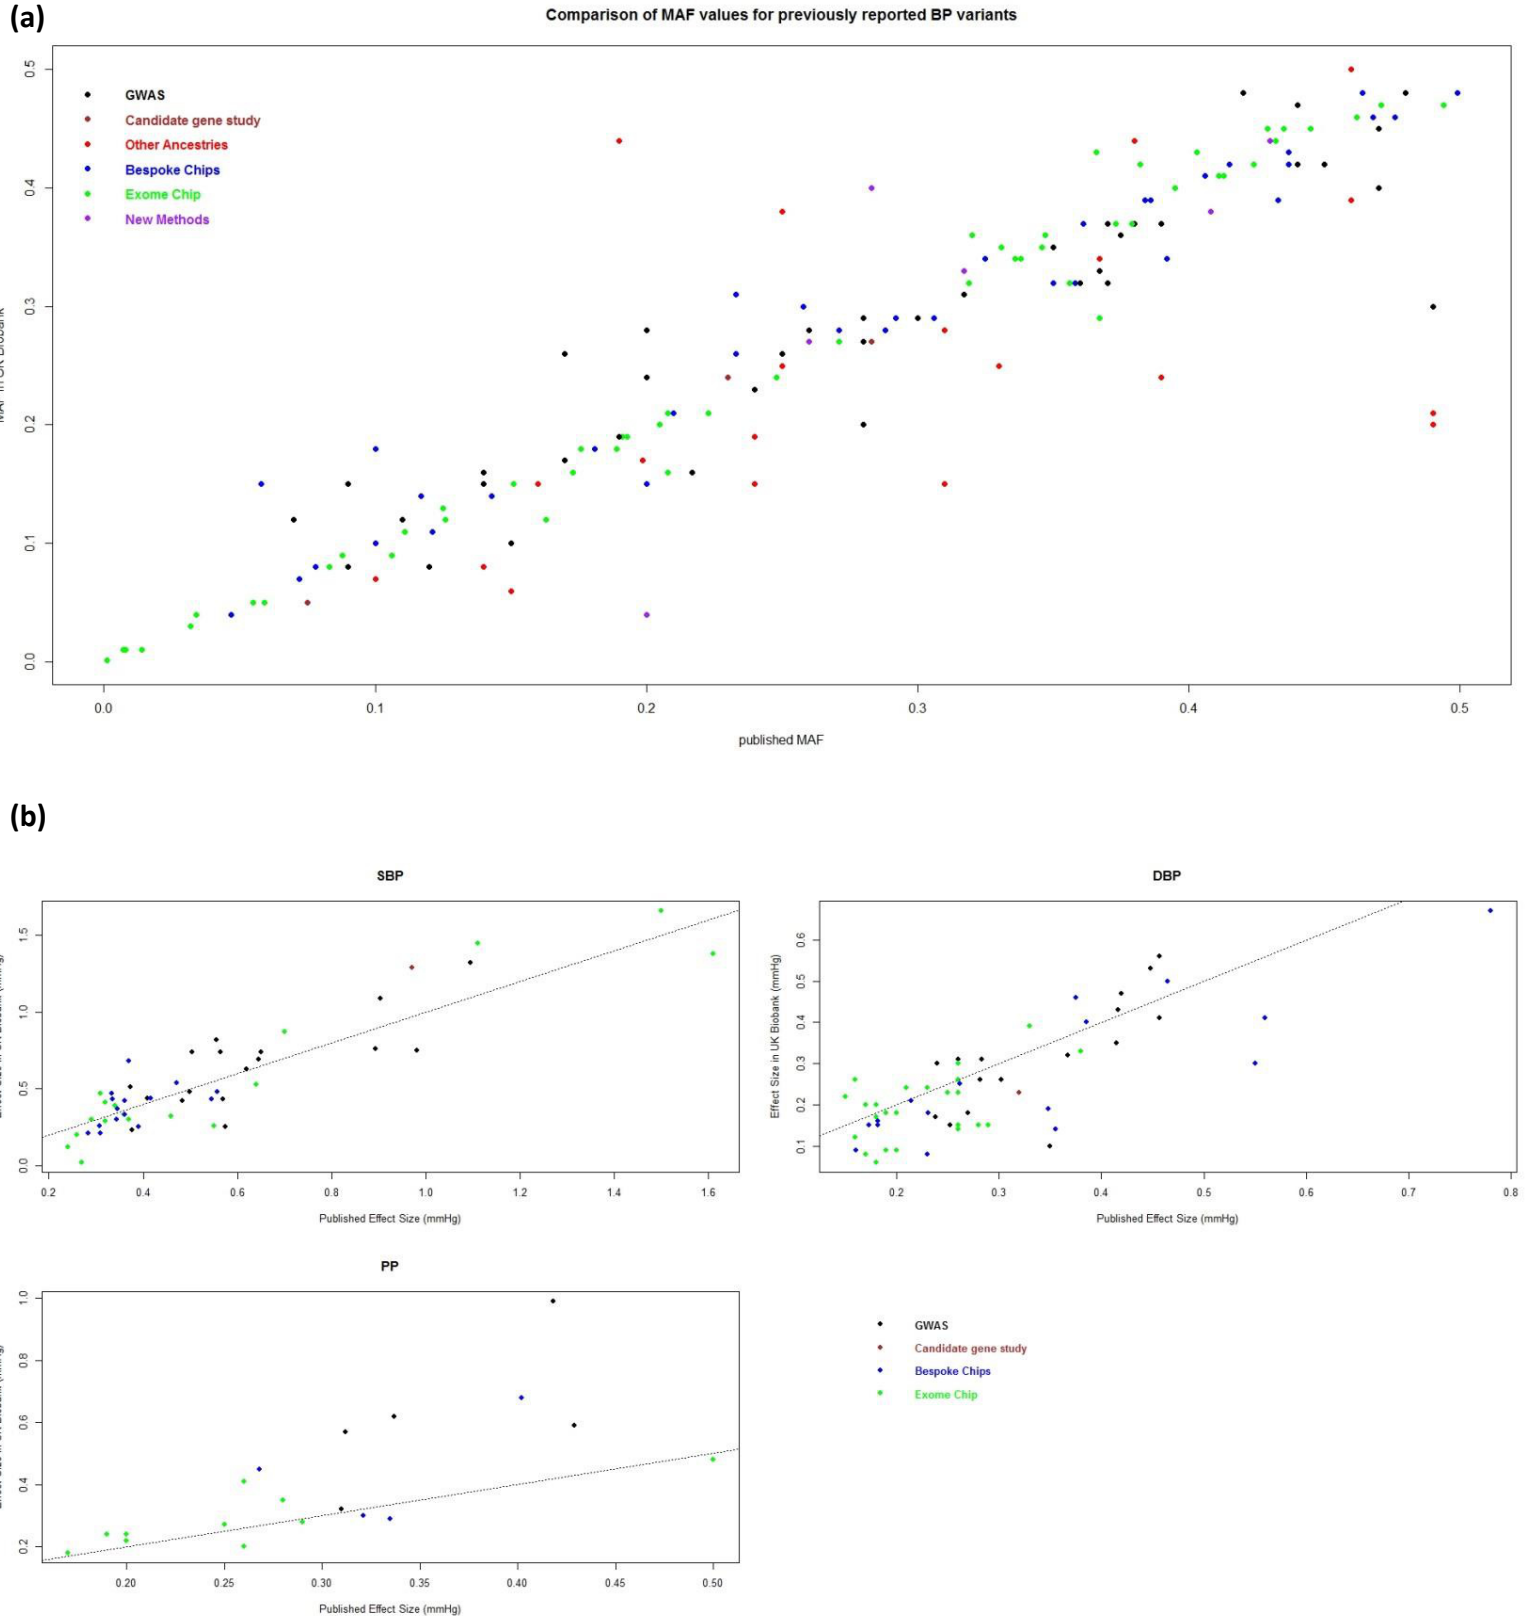 (a)
Comparison of MAF values for previously reported BP variants
0.5
0.4
0.3
0.2
0.1
0.0
GWAS
Candidate gene study
Other Ancestries
Bespoke Chips
Exome Chip
New Methods
0.0 0.1 0.2 0.3 0.4 0.5
published MAF
(b)
SBP
1.5
1.0
0.5
0.0
0.2 0.4 0.6 0.8 1.0 1.2 1.4 1.6
Published Effect Size (mmHg)
DBP
Effect Size in UK Biobank (mmHg)
0.6
0.5
0.4
0.3
0.2
0.1
0.2 0.3 0.4 0.5 0.6 0.7 0.8
Published Effect Size (mmHg)
PP
1.0
0.8
0.6
0.4
0.2
0.20 0.25 0.30 0.35 0.40 0.45 0.50
Published Effect Size (mmHg)
GWAS
Candidate gene study
Bespoke Chips
Exome Chip